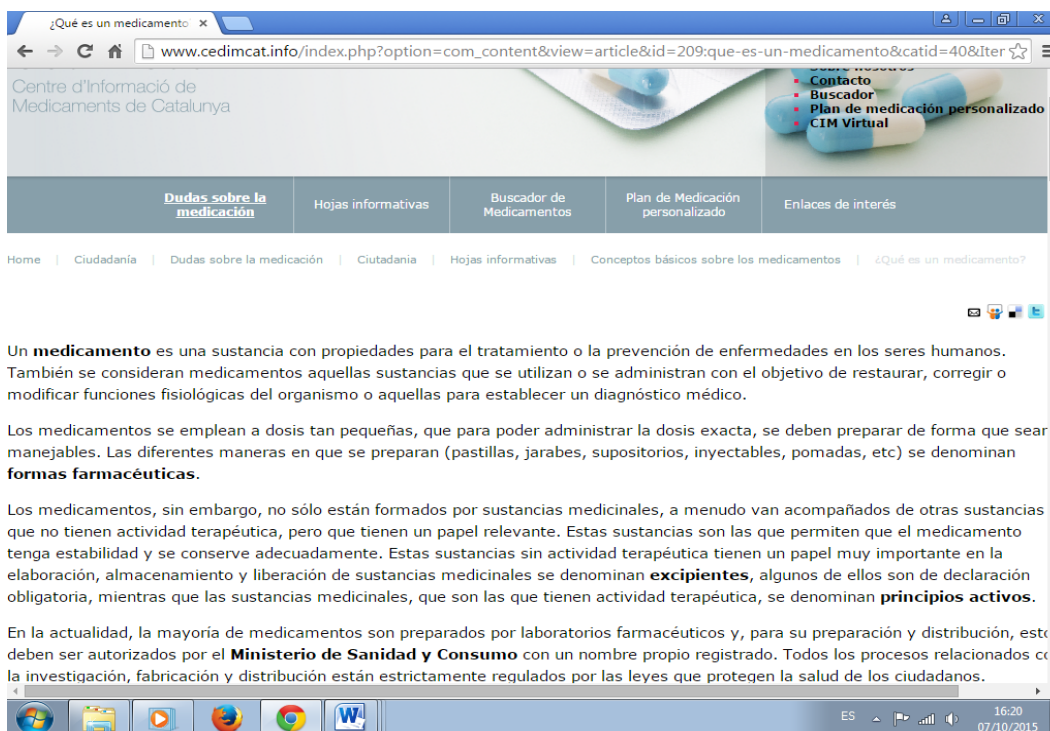 ¿Qué es un medicamento
www.cedimcat.info/index.php?option=com_content&view=article&id=209:que-es-un-medicamento&catid=40&Iter
Centre d'Informació de
Medicaments de Catalunya
Sobre nosotros
Contacto
Buscador
Plan de medicación personalizado
CIM Virtual
Dudas sobre la
medicación
Hojas informativas
Buscador de
Medicamentos
Plan de Medicación
personalizado
Enlaces de interés
Home | Ciudadanía | Dudas sobre la medicación | Ciutadania | Hojas informativas | Conceptos básicos sobre los medicamentos | ¿Qué es un medicamento?
Un medicamento es una sustancia con propiedades para el tratamiento o la prevención de enfermedades en los seres humanos.
También se consideran medicamentos aquellas sustancias que se utilizan o se administran con el objetivo de restaurar, corregir o
modificar funciones fisiológicas del organismo o aquellas para establecer un diagnóstico médico.
Los medicamentos se emplean a dosis tan pequeñas, que para poder administrar la dosis exacta, se deben preparar de forma que sean
manejables. Las diferentes maneras en que se preparan (pastillas, jarabes, supositorios, inyectables, pomadas, etc) se denominan
formas farmacéuticas.
Los medicamentos, sin embargo, no sólo están formados por sustancias medicinales, a menudo van acompañados de otras sustancias
que no tienen actividad terapéutica, pero que tienen un papel relevante. Estas sustancias son las que permiten que el medicamento
tenga estabilidad y se conserve adecuadamente. Estas sustancias sin actividad terapéutica tienen un papel muy importante en la
elaboración, almacenamiento y liberación de sustancias medicinales se denominan excipientes, algunos de ellos son de declaración
obligatoria, mientras que las sustancias medicinales, que son las que tienen actividad terapéutica, se denominan principios activos.
En la actualidad, la mayoría de medicamentos son preparados por laboratorios farmacéuticos y, para su preparación y distribución,
deben ser autorizados por el Ministerio de Sanidad y Consumo con un nombre propio registrado. Todos los procesos relacionados
la investigación, fabricación y distribución están estrictamente regulados por las leyes que protegen la salud de los ciudadanos.
ES
16:20
07/10/2015